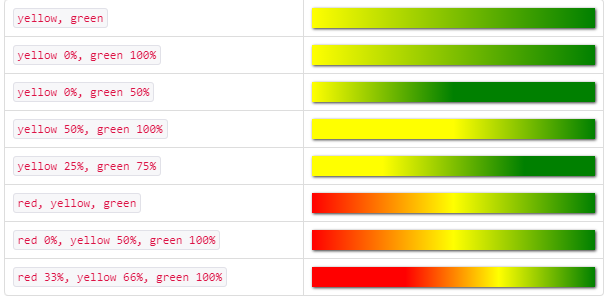 yellow, green
yellow 0%, green 100%
yellow 0%, green 50%
yellow 50%, green 100%
yellow 25%, green 75%
red, yellow, green
red 0%, yellow 50%, green 100%
red 33%, yellow 66%, green 100%